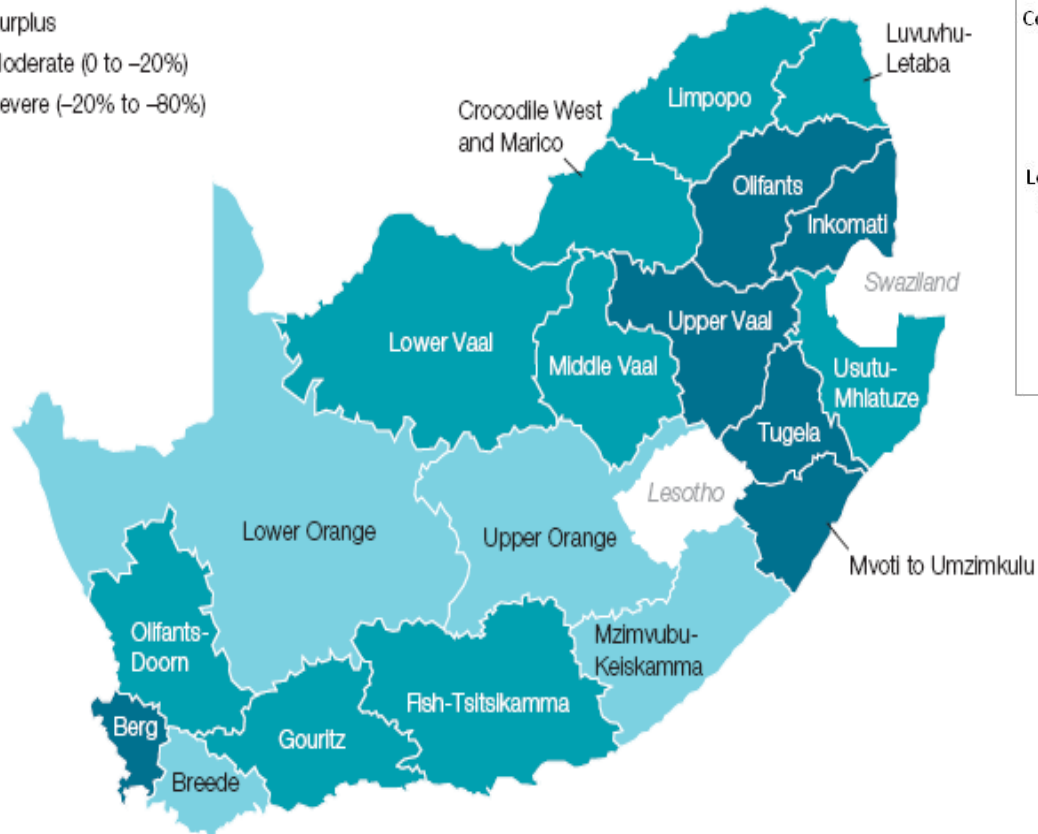 urplus
oderate (0 to –20%)
evere (–20% to –80%)
Luvuvhu-
Letaba
Limpopo
Crocodile West
and Marico
Olifants
Inkomati
Swaziland
Upper Vaal
Lower Vaal
Middle Vaal
Usutu-
Mhlatuze
Tugela
Lesotho
Lower Orange
Upper Orange
Mvoti to Umzimkulu
Olifants-
Doorn
Mzimvubu-
Keiskamma
Fish-Tsitsikamma
Berg
Gouritz
Breede